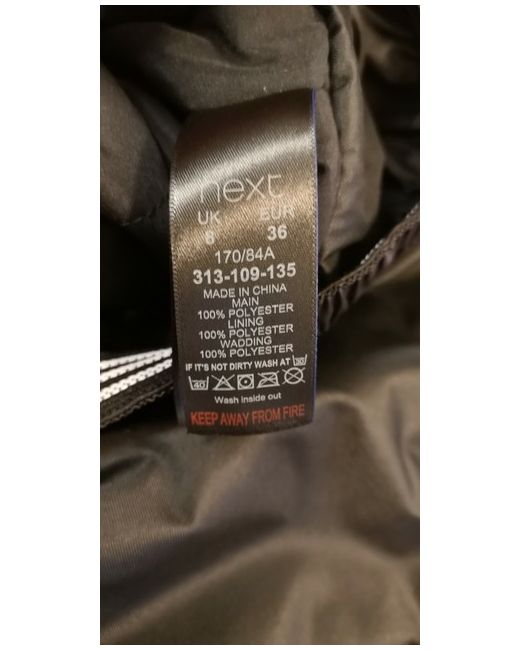 next
UK EUR
8 36
170/84A
313-109-135
MADE IN CHINA
MAIN
100% POLYESTER
LINING
100% POLYESTER
WADDING
100% POLYESTER
IF IT'S NOT DIRTY WASH AT 30
40
Wash inside out
KEEP AWAY FROM FIRE